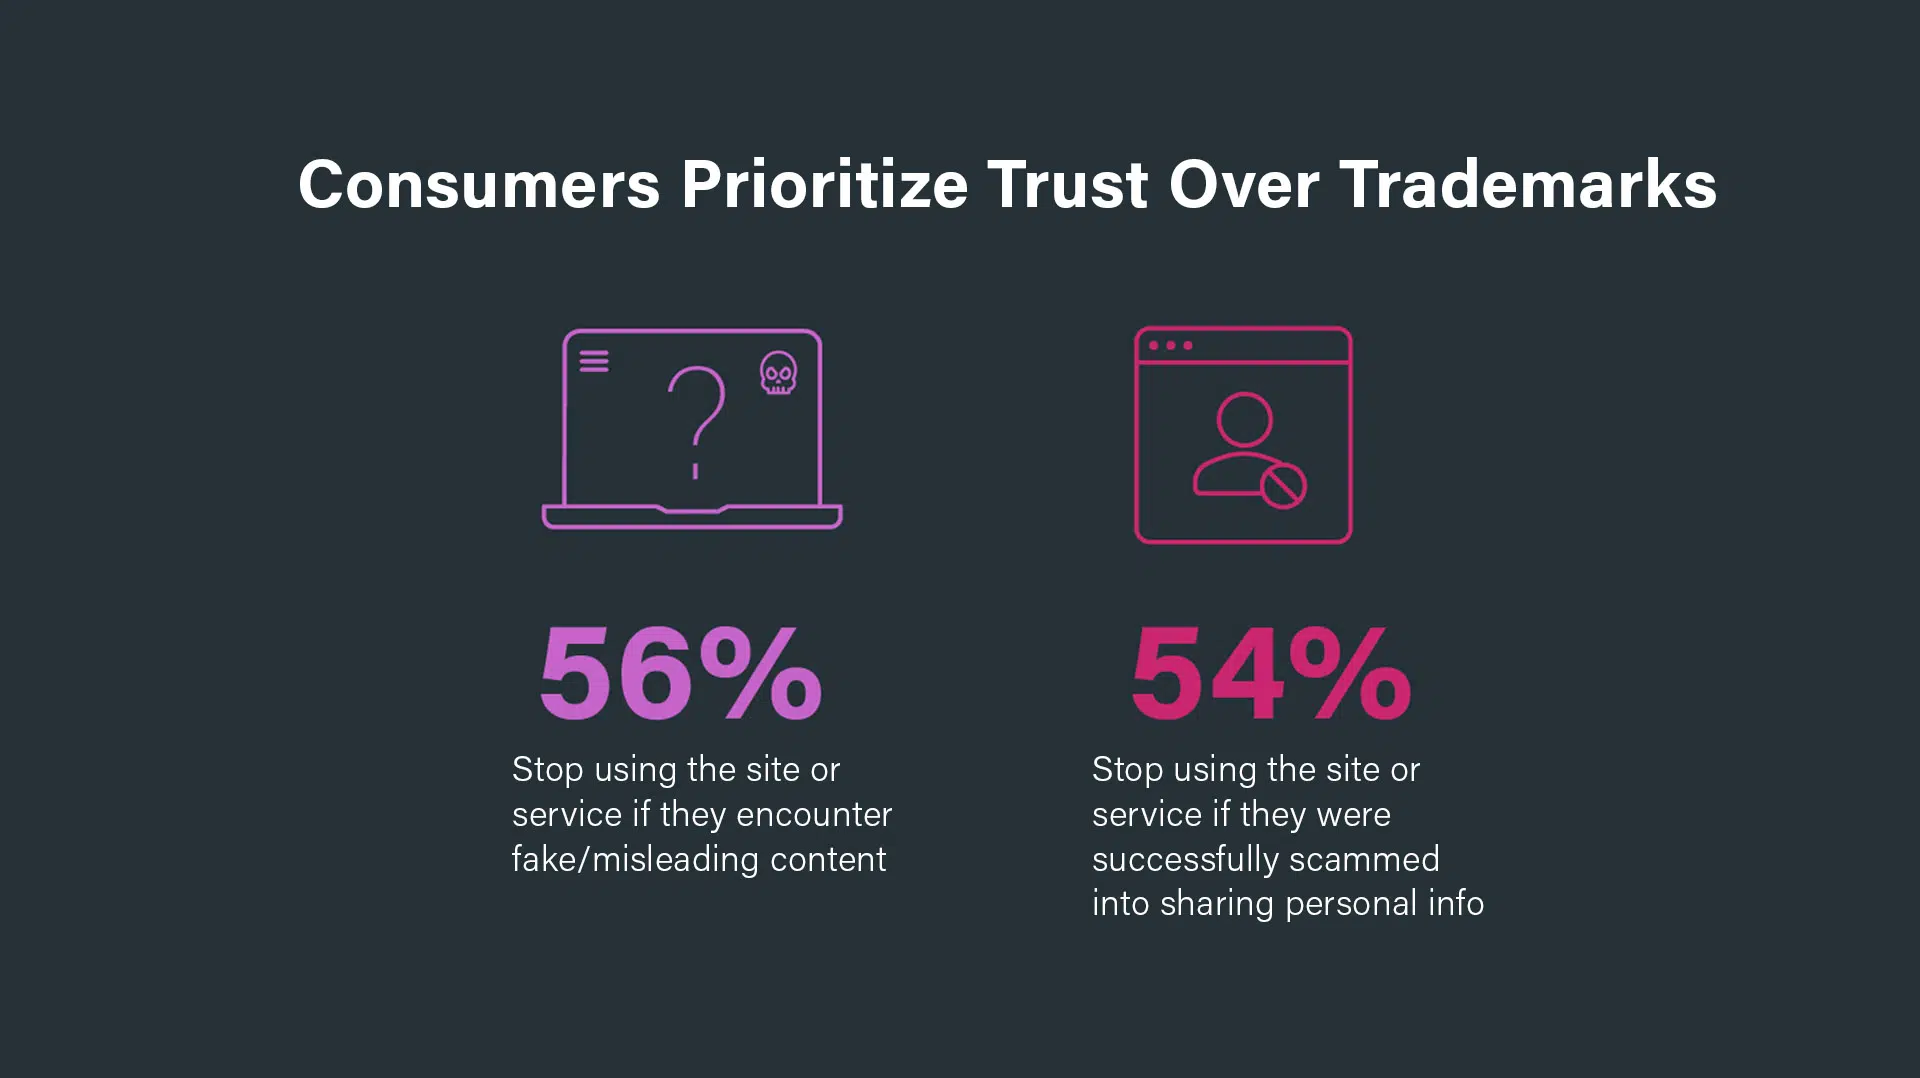 Consumers Prioritize Trust Over Trademarks
56%
Stop using the site or
service if they encounter
fake/misleading content
54%
Stop using the site or
service if they were
successfully scammed
into sharing personal info